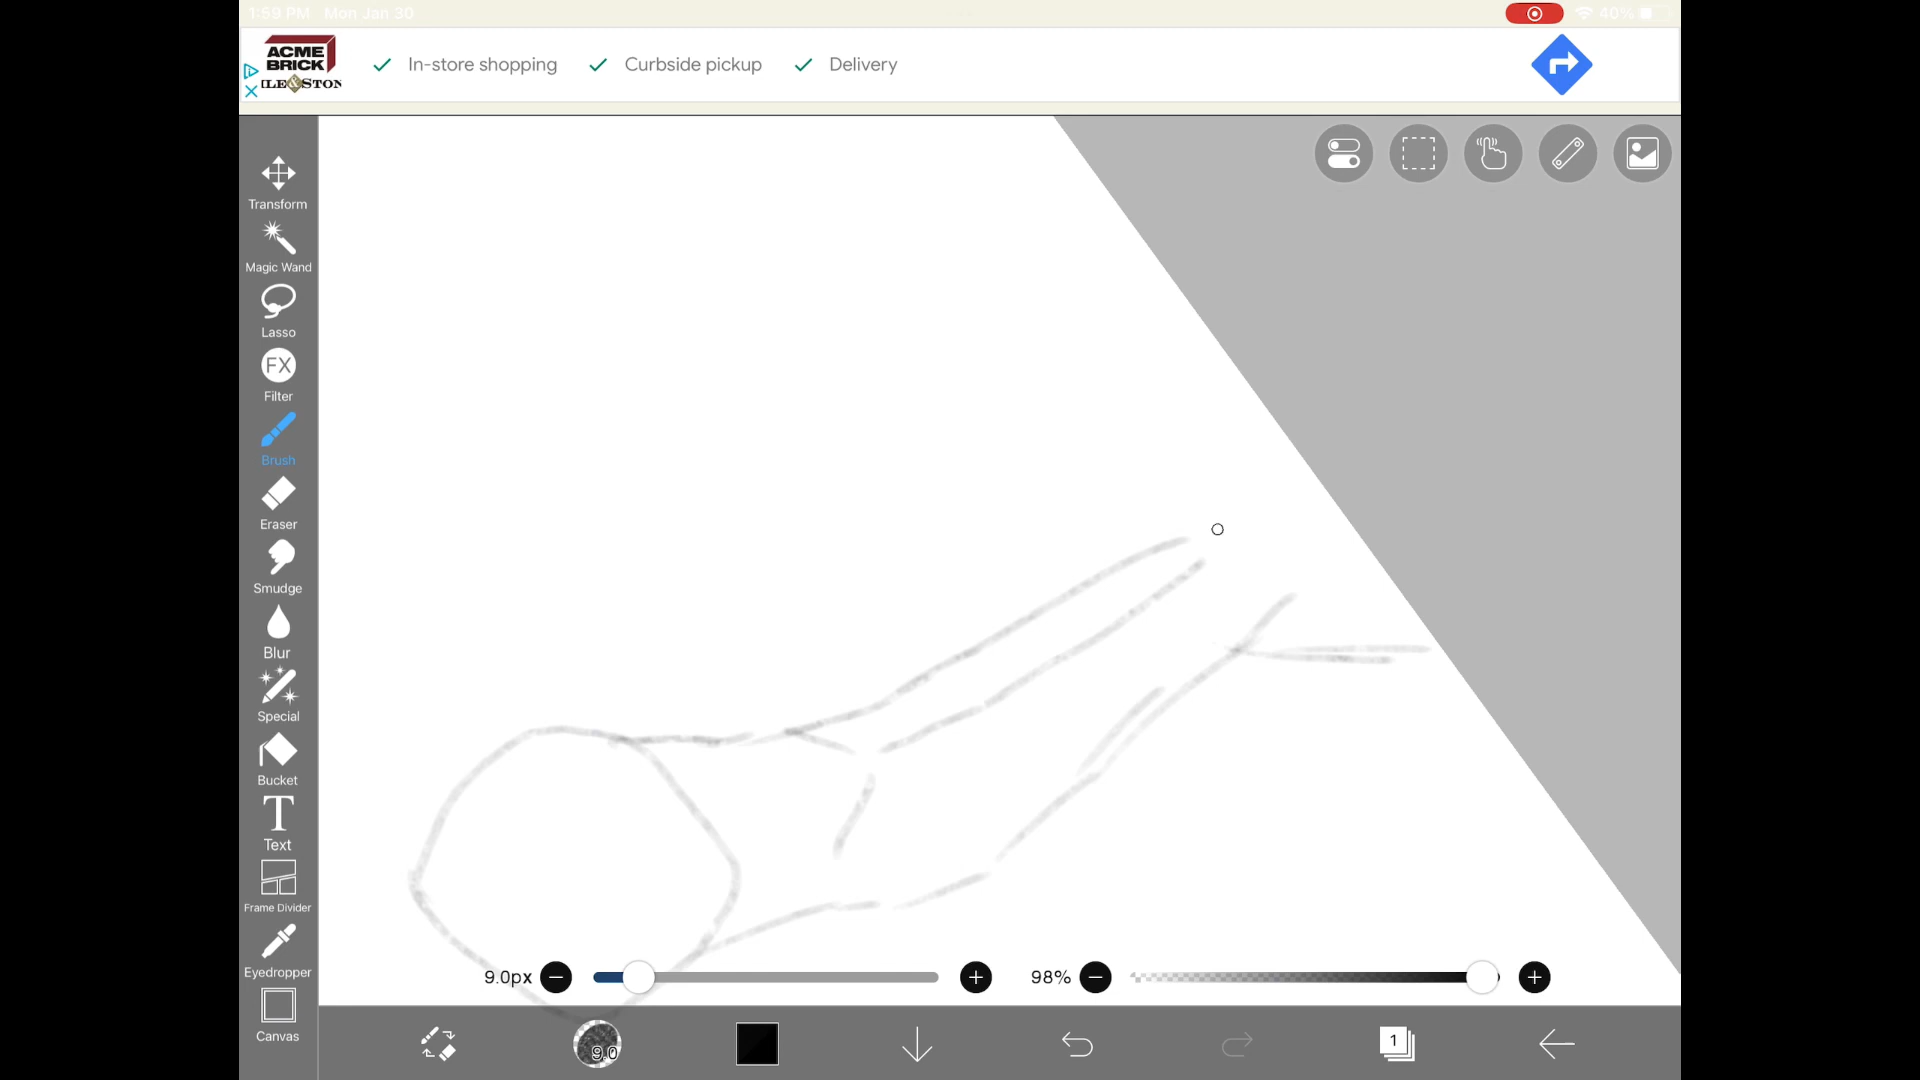 1:59 PM Mon Jan 30
40%
ACME
BRICK
ILE & STON
In-store shopping
Curbside pickup
Delivery
Transform
Magic Wand
Lasso
FX
Filter
Brush
Eraser
Smudge
Blur
Special
Bucket
T
Text
Frame Divider
Eyedropper
Canvas
9.0px
98%
9.0
1